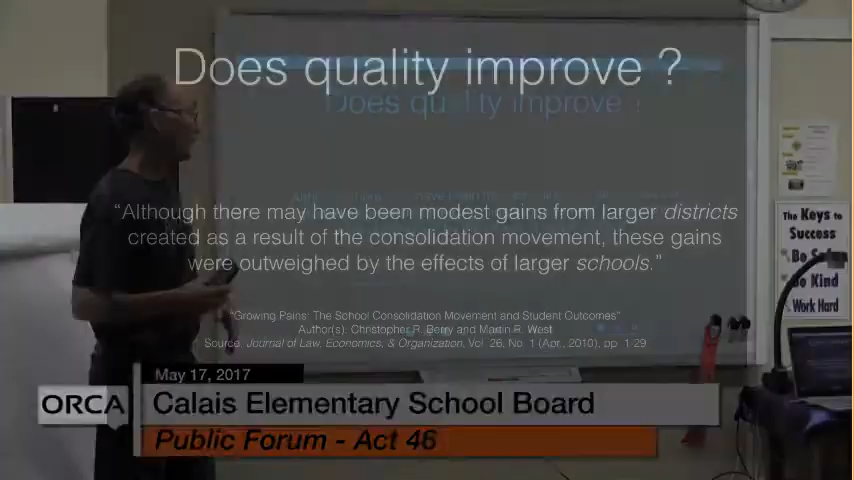 Does quality improve ?
Does quality improve ?
"Although there may have been modest gains from larger districts
created as a result of the consolidation movement, these gains
were outweighed by the effects of larger schools."
"Growing Pains: The School Consolidation Movement and Student Outcomes"
Author(s): Christopher R. Berry and Martin R. West
Source: Journal of Law, Economics, & Organization, Vol. 26, No. 1 (Apr., 2010), pp. 1-29
The Keys to
Success
Be Kind
Work Hard
May 17, 2017
ORCA
Calais Elementary School Board
Public Forum - Act 46